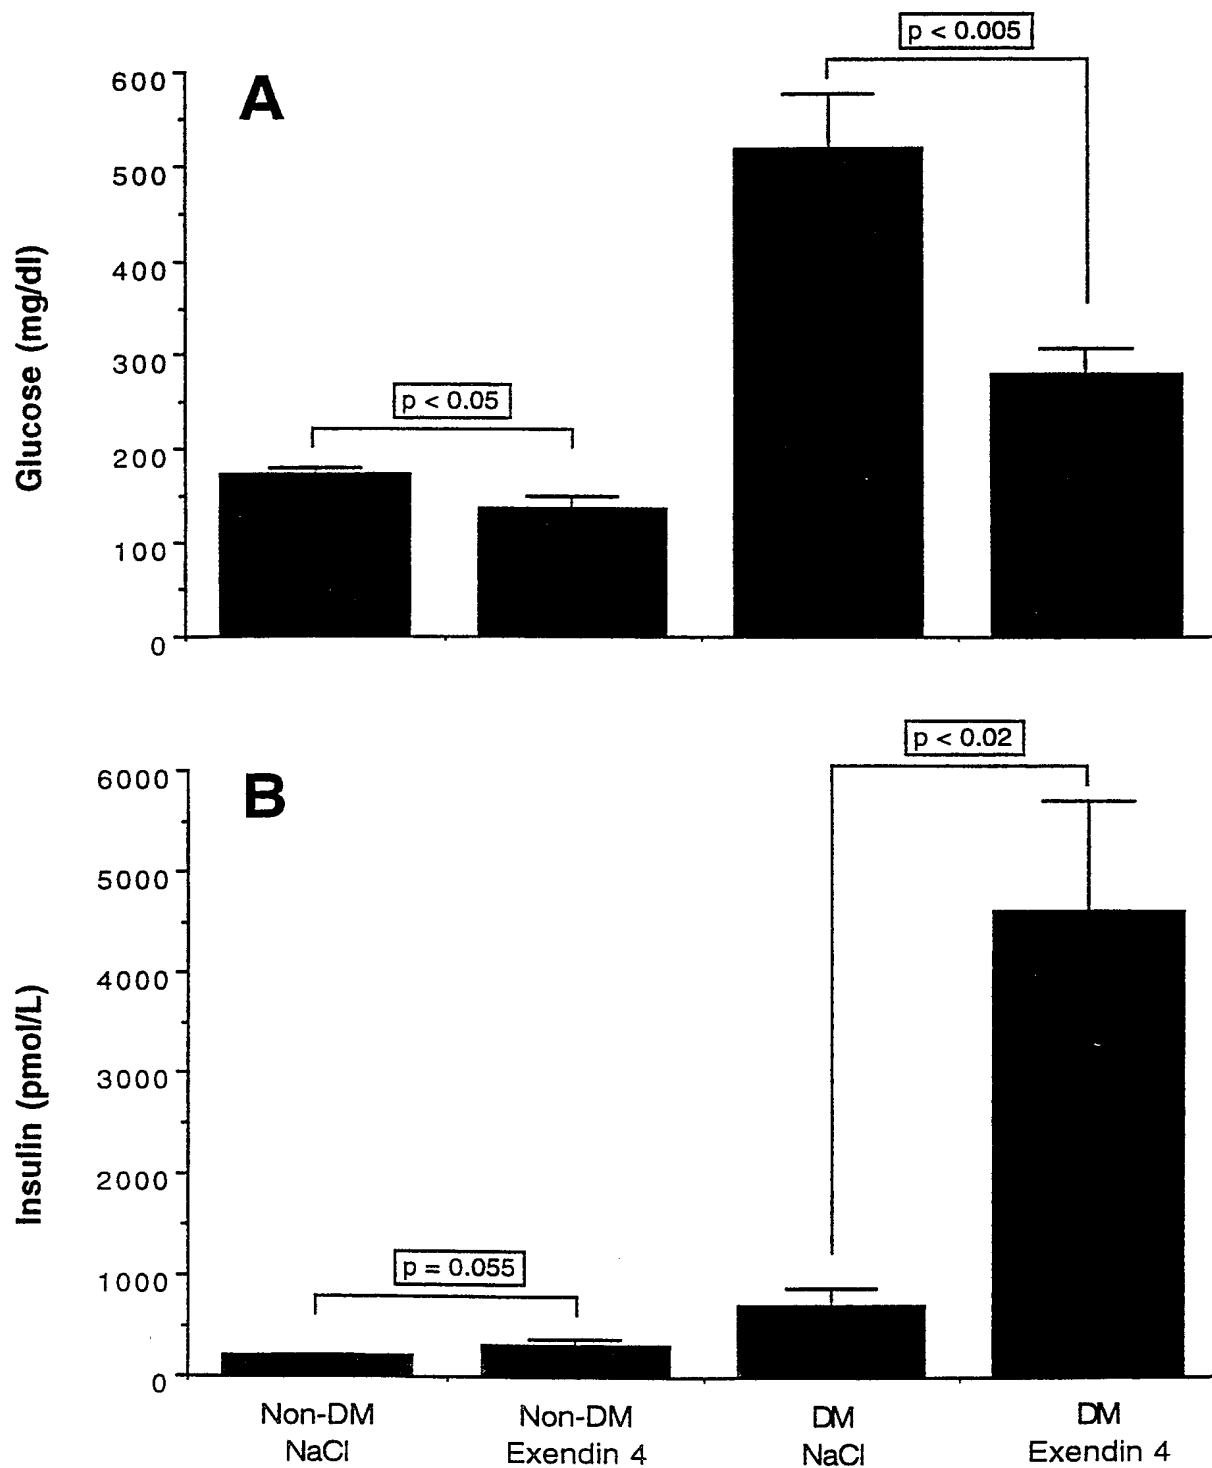 p < 0.005
A
600
500
400
300
200
100
0
Glucose (mg/dl)
p < 0.05
p < 0.02
B
6000
5000
4000
3000
2000
1000
0
Insulin (pmol/L)
p = 0.055
Non-DM
NaCl
Non-DM
Exendin 4
DM
NaCl
DM
Exendin 4